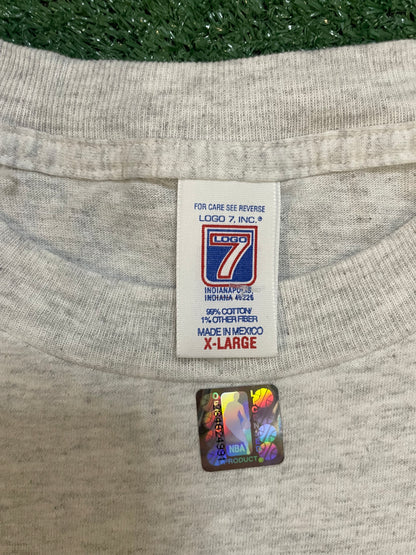 FOR CARE SEE REVERSE
LOGO 7, INC.®
LOGO
7
INDIANAPOLIS
INDIANA 46226
99% COTTON/
1% OTHER FIBER
MADE IN MEXICO
X-LARGE
NBA
PRODUCT